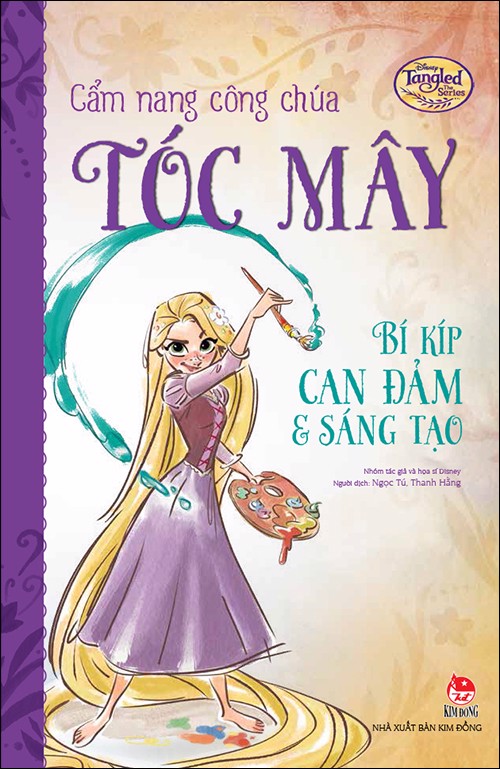 Disney
Tangled
The Series
Cẩm nang công chúa
TÓC MÂY
BÍ KÍP
CAN ĐẢM
& SÁNG TẠO
Nhóm tác giả và họa sĩ Disney
Người dịch: Ngọc Tú, Thanh Hằng
KIM ĐỒNG
NHÀ XUẤT BẢN KIM ĐỒNG